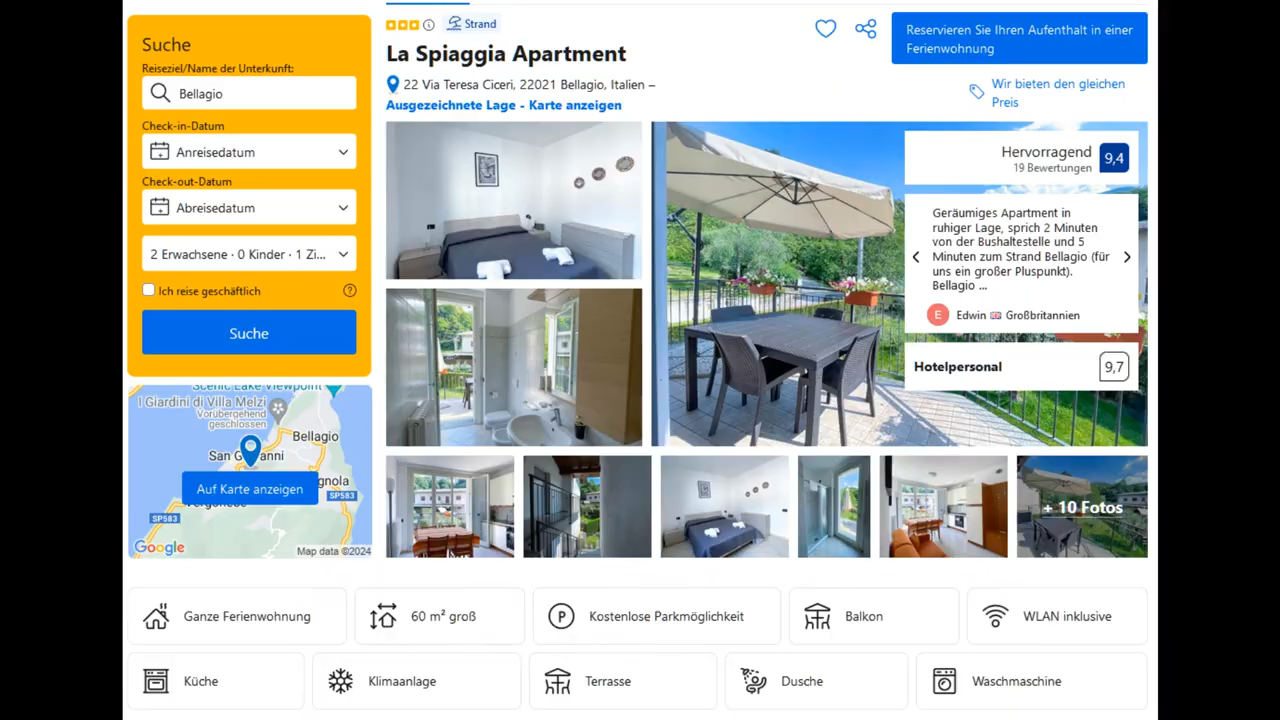 Suche
Reiseziel/Name der Unterkunft:
Bellagio
Check-in-Datum
Anreisedatum
Check-out-Datum
Abreisedatum
2 Erwachsene · 0 Kinder · 1 Zi...
Ich reise geschäftlich
Suche
Scenic Lake Viewpoint
I Giardini di Villa Melzi
Vorübergehend
geschlossen
Bellagio
San Giovanni
Auf Karte anzeigen
SP583
SP583
Google
Map data ©2024
Strand
La Spiaggia Apartment
22 Via Teresa Ciceri, 22021 Bellagio, Italien –
Ausgezeichnete Lage - Karte anzeigen
Reservieren Sie Ihren Aufenthalt in einer
Ferienwohnung
Wir bieten den gleichen
Preis
Hervorragend
19 Bewertungen
9,4
Geräumiges Apartment in
ruhiger Lage, sprich 2 Minuten
von der Bushaltestelle und 5
Minuten zum Strand Bellagio (für
uns ein großer Pluspunkt).
Bellagio ...
E Edwin Großbritannien
Hotelpersonal 9,7
+ 10 Fotos
Ganze Ferienwohnung
60 m² groß
P Kostenlose Parkmöglichkeit
Balkon
WLAN inklusive
Küche
Klimaanlage
Terrasse
Dusche
Waschmaschine